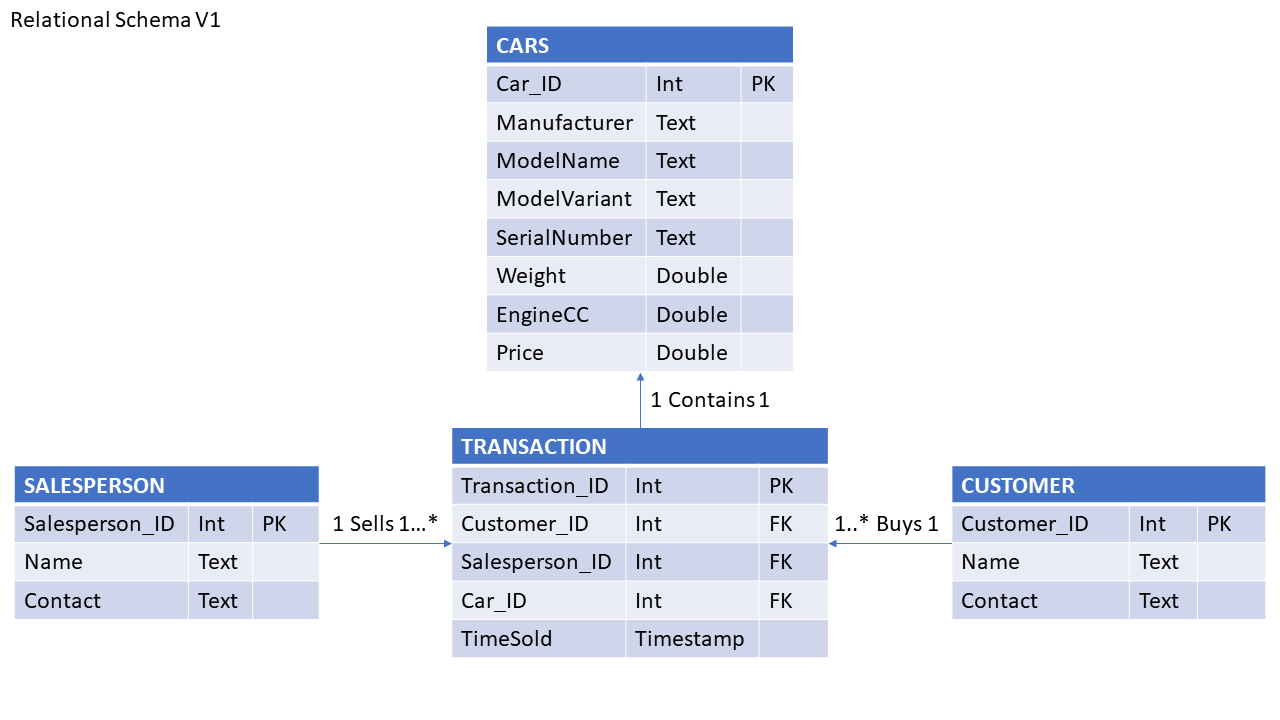 Relational Schema V1
CARS
Car_ID Int PK
Manufacturer Text
ModelName Text
ModelVariant Text
SerialNumber Text
Weight Double
EngineCC Double
Price Double
1 Contains 1
TRANSACTION
Transaction_ID Int PK
Customer_ID Int FK
Salesperson_ID Int FK
Car_ID Int FK
TimeSold Timestamp
SALESPERSON
Salesperson_ID Int PK
Name Text
Contact Text
1 Sells 1...*
1..* Buys 1
CUSTOMER
Customer_ID Int PK
Name Text
Contact Text